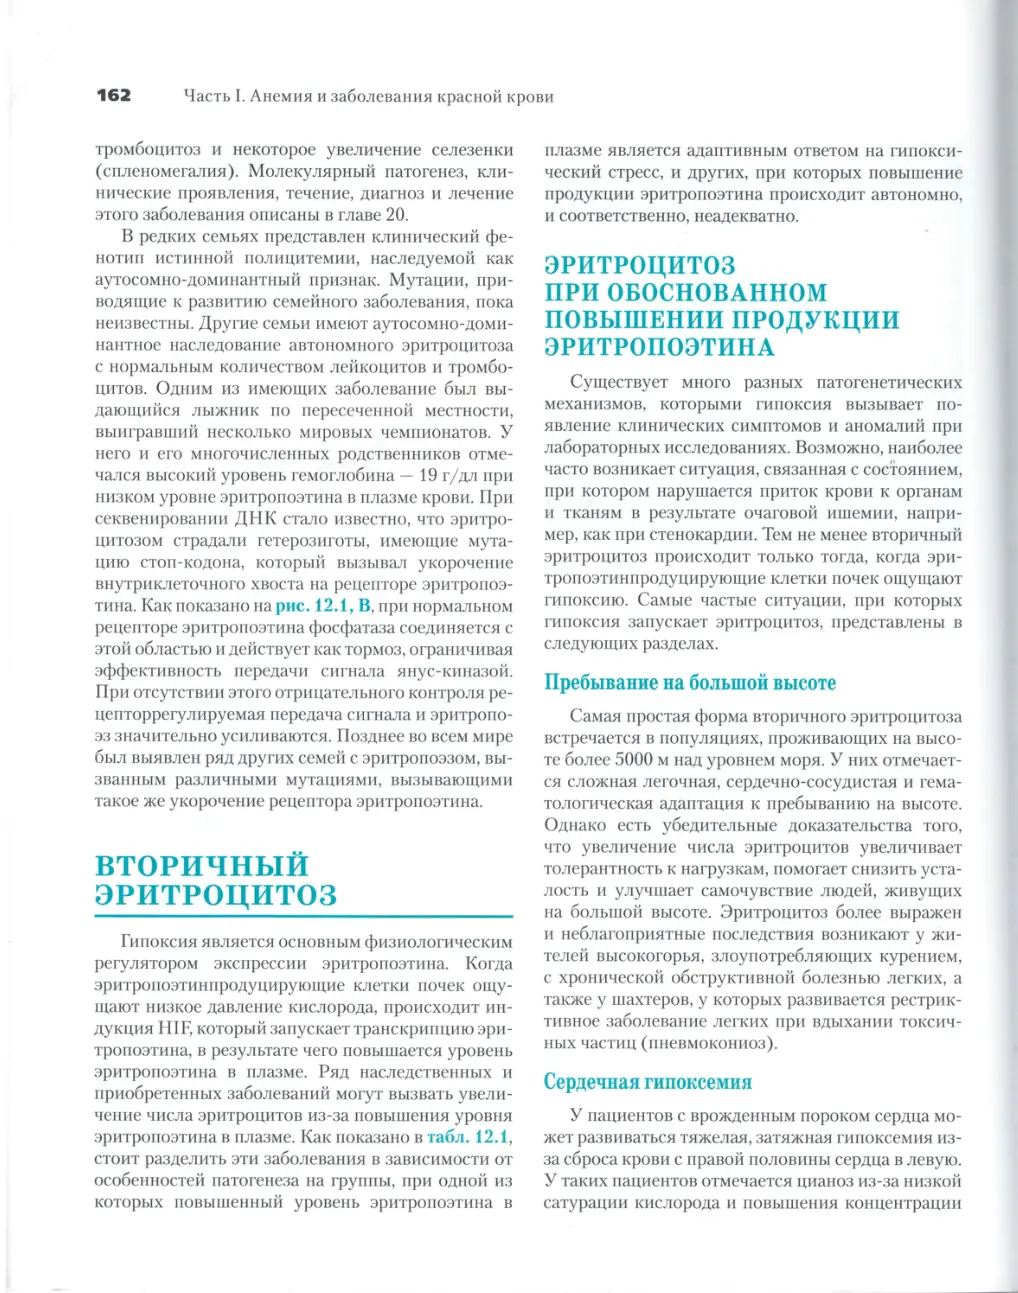 162 Часть I. Анемия и заболевания красной крови
тромбоцитоз и некоторое увеличение селезенки
(спленомегалия). Молекулярный патогенез, кли-
нические проявления, течение, диагноз и лечение
этого заболевания описаны в главе 20.
В редких семьях представлен клинический фе-
нотип истинной полицитемии, наследуемой как
аутосомно-доминантный признак. Мутации, при-
водящие к развитию семейного заболевания, пока
неизвестны. Другие семьи имеют аутосомно-доми-
нантное наследование автономного эритроцитоза
с нормальным количеством лейкоцитов и тромбо-
цитов. Одним из имеющих заболевание был вы-
дающийся лыжник по пересеченной местности,
выигравший несколько мировых чемпионатов. У
него и его многочисленных родственников отме-
чался высокий уровень гемоглобина — 19 г/дл при
низком уровне эритропоэтина в плазме крови. При
секвенировании ДНК стало известно, что эритро-
цитозом страдали гетерозиготы, имеющие мута-
цию стоп-кодона, который вызывал укорочение
внутриклеточного хвоста на рецепторе эритропоэ-
тина. Как показано на рис. 12.1, В, при нормальном
рецепторе эритропоэтина фосфатаза соединяется с
этой областью и действует как тормоз, ограничивая
эффективность передачи сигнала янус-киназой.
При отсутствии этого отрицательного контроля ре-
цепторрегулируемая передача сигнала и эритропо-
эз значительно усиливаются. Позднее во всем мире
был выявлен ряд других семей с эритропоэзом, вы-
званным различными мутациями, вызывающими
такое же укорочение рецептора эритропоэтина.
ВТОРИЧНЫЙ
ЭРИТРОЦИТОЗ
Гипоксия является основным физиологическим
регулятором экспрессии эритропоэтина. Когда
эритропоэтинпродуцирующие клетки почек ощу-
щают низкое давление кислорода, происходит ин-
дукция HIF, который запускает транскрипцию эри-
тропоэтина, в результате чего повышается уровень
эритропоэтина в плазме. Ряд наследственных и
приобретенных заболеваний могут вызвать увели-
чение числа эритроцитов из-за повышения уровня
эритропоэтина в плазме. Как показано в табл. 12.1,
стоит разделить эти заболевания в зависимости от
особенностей патогенеза на группы, при одной из
которых повышенный уровень эритропоэтина в
плазме является адаптивным ответом на гипокси-
ческий стресс, и других, при которых повышение
продукции эритропоэтина происходит автономно,
и соответственно, неадекватно.
ЭРИТРОЦИТОЗ
ПРИ ОБОСНОВАННОМ
ПОВЫШЕНИИ ПРОДУКЦИИ
ЭРИТРОПОЭТИНА
Существует много разных патогенетических
механизмов, которыми гипоксия вызывает по-
явление клинических симптомов и аномалий при
лабораторных исследованиях. Возможно, наиболее
часто возникает ситуация, связанная с состоянием,
при котором нарушается приток крови к органам
и тканям в результате очаговой ишемии, напри-
мер, как при стенокардии. Тем не менее вторичный
эритроцитоз происходит только тогда, когда эри-
тропоэтинпродуцирующие клетки почек ощущают
гипоксию. Самые частые ситуации, при которых
гипоксия запускает эритроцитоз, представлены в
следующих разделах.
Пребывание на большой высоте
Самая простая форма вторичного эритроцитоза
встречается в популяциях, проживающих на высо-
те более 5000 м над уровнем моря. У них отмечает-
ся сложная легочная, сердечно-сосудистая и гема-
тологическая адаптация к пребыванию на высоте.
Однако есть убедительные доказательства того,
что увеличение числа эритроцитов увеличивает
толерантность к нагрузкам, помогает снизить уста-
лость и улучшает самочувствие людей, живущих
на большой высоте. Эритроцитоз более выражен
и неблагоприятные последствия возникают у жи-
телей высокогорья, злоупотребляющих курением,
с хронической обструктивной болезнью легких, а
также у шахтеров, у которых развивается рестрик-
тивное заболевание легких при вдыхании токсич-
ных частиц (пневмокониоз).
Сердечная гипоксемия
У пациентов с врожденным пороком сердца мо-
жет развиваться тяжелая, затяжная гипоксемия из-
за сброса крови с правой половины сердца в левую.
У таких пациентов отмечается цианоз из-за низкой
сатурации кислорода и повышения концентрации